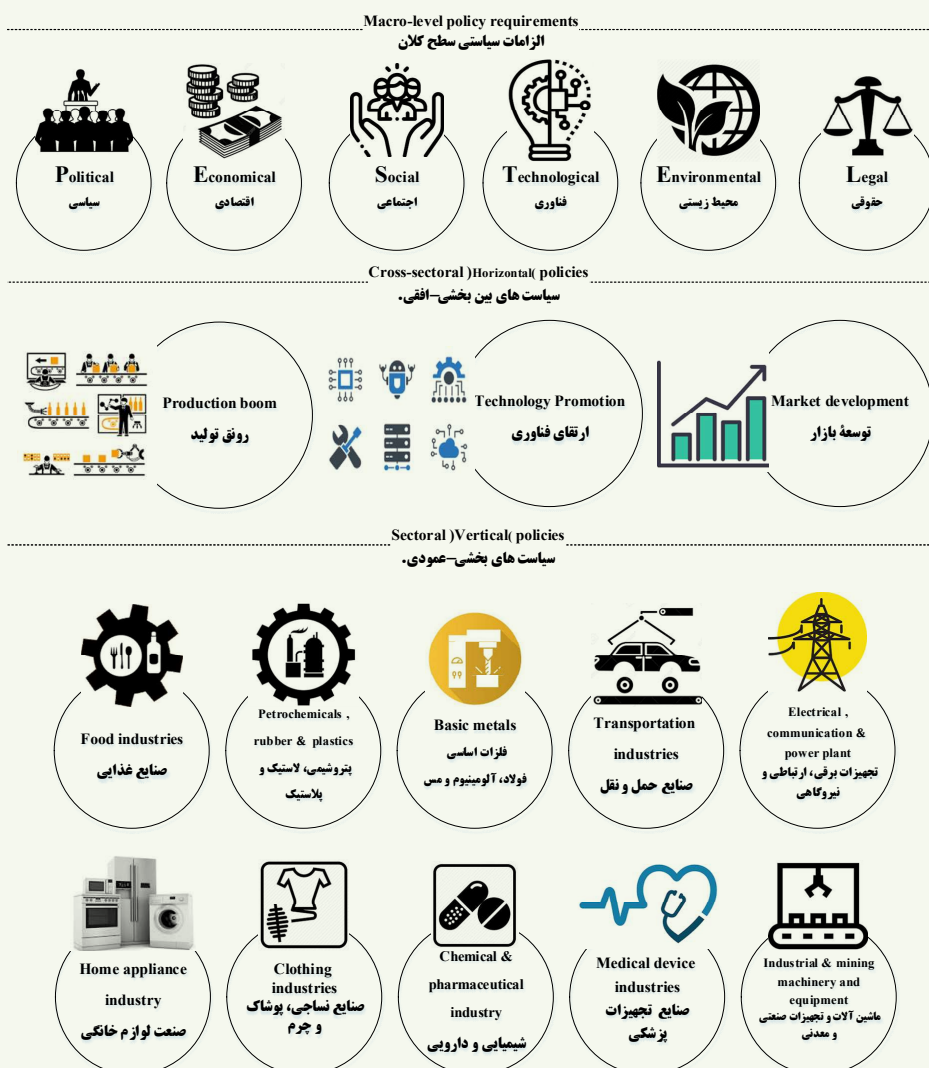 Macro-level policy requirements
الزامات سیاستی سطح کلان
Political
سیاسی
Economical
اقتصادی
Social
اجتماعی
Technological
فناوری
Environmental
محیط زیستی
Legal
حقوقی
Cross-sectoral )Horizontal( policies
سیاست های بین بخشی–افقی.
Production boom
رونق تولید
Technology Promotion
ارتقای فناوری
Market development
توسعۀ بازار
Sectoral )Vertical( policies
سیاست های بخشی–عمودی.
Food industries
صنایع غذایی
Petrochemicals ,
rubber & plastics
پتروشیمی، لاستیک و
پلاستیک
Basic metals
فلزات اساسی
فولاد، آلومینیوم و مس
Transportation
industries
صنایع حمل و نقل
Electrical ,
communication &
power plant
تجهیزات برقی، ارتباطی و
نیروگاهی
Home appliance
industry
صنعت لوازم خانگی
Clothing
industries
صنایع نساجی، پوشاک
و چرم
Chemical &
pharmaceutical
industry
شیمیایی و دارویی
Medical device
industries
صنایع تجهیزات
پزشکی
Industrial & mining
machinery and
equipment
ماشین آلات و تجهیزات صنعتی
و معدنی